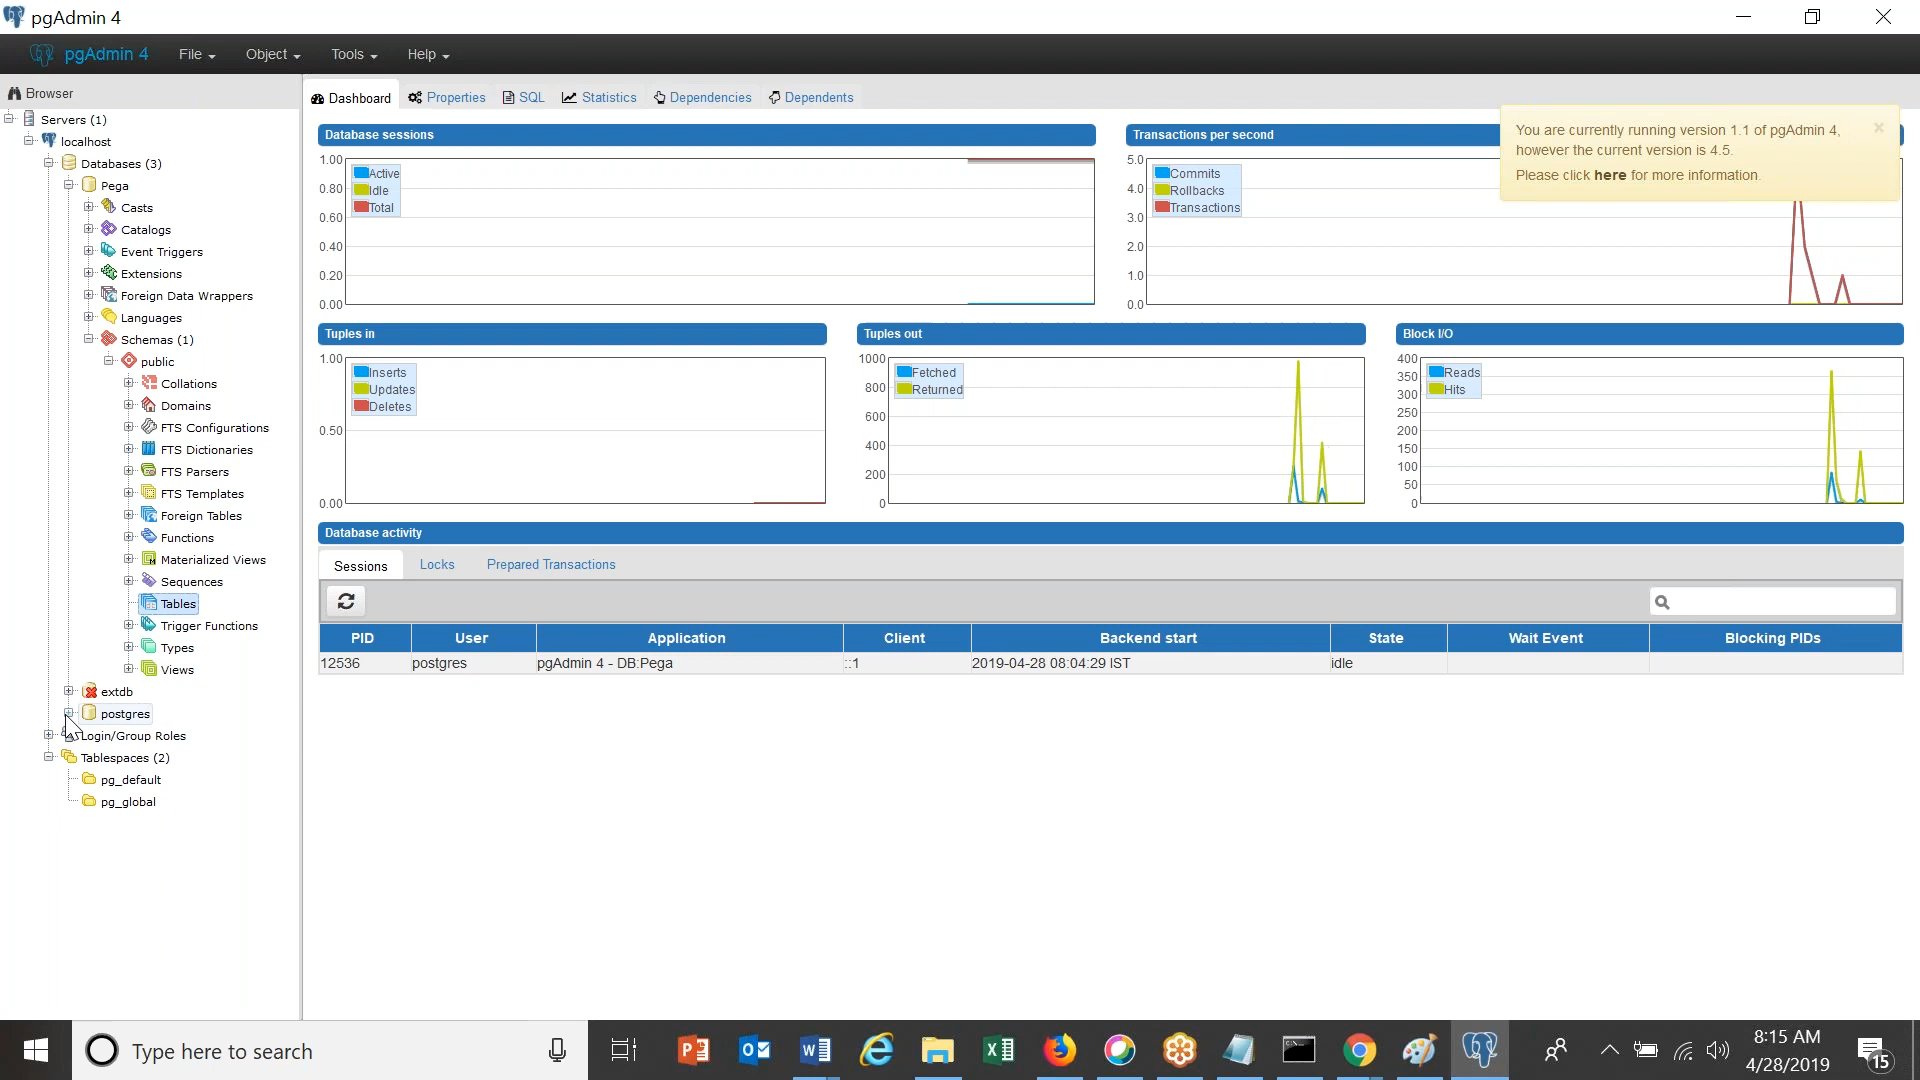 pgAdmin 4
pgAdmin 4 File Object Tools Help
Browser
Servers (1)
localhost
Databases (3)
Pega
Casts
Catalogs
Event Triggers
Extensions
Foreign Data Wrappers
Languages
Schemas (1)
public
Collations
Domains
FTS Configurations
FTS Dictionaries
FTS Parsers
FTS Templates
Foreign Tables
Functions
Materialized Views
Sequences
Tables
Trigger Functions
Types
Views
extdb
postgres
Login/Group Roles
Tablespaces (2)
pg_default
pg_global
Dashboard Properties SQL Statistics Dependencies Dependents
Database sessions
1.00
0.80
0.60
0.40
0.20
0.00
Active
Idle
Total
Transactions per second
5.0
4.0
3.0
2.0
1.0
0.0
Commits
Rollbacks
Transactions
You are currently running version 1.1 of pgAdmin 4,
however the current version is 4.5.
Please click here for more information.
×
Tuples in
1.00
0.50
0.00
Inserts
Updates
Deletes
Tuples out
1000
800
600
400
200
0
Fetched
Returned
Block I/O
400
350
300
250
200
150
100
50
0
Reads
Hits
Database activity
Sessions Locks Prepared Transactions
PID User Application Client Backend start State Wait Event Blocking PIDs
12536 postgres pgAdmin 4 - DB:Pega ::1 2019-04-28 08:04:29 IST idle
Type here to search
8:15 AM
4/28/2019
15